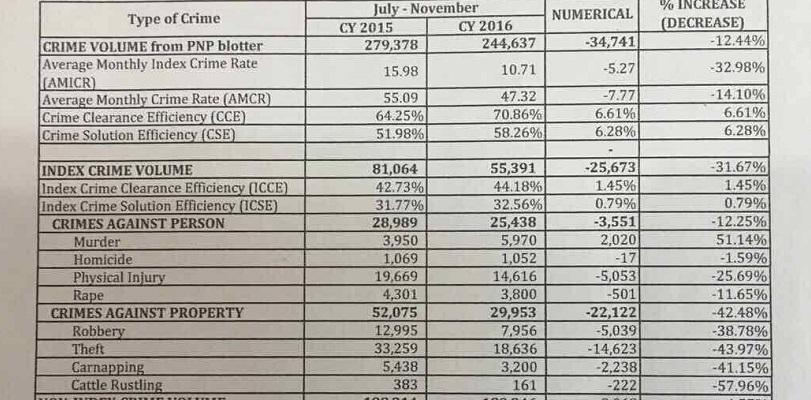 Type of Crime July - November NUMERICAL % INCREASE (DECREASE)
CY 2015 CY 2016
CRIME VOLUME from PNP blotter 279,378 244,637 -34,741 -12.44%
Average Monthly Index Crime Rate
(AMICR) 15.98 10.71 -5.27 -32.98%
Average Monthly Crime Rate (AMCR) 55.09 47.32 -7.77 -14.10%
Crime Clearance Efficiency (CCE) 64.25% 70.86% 6.61% 6.61%
Crime Solution Efficiency (CSE) 51.98% 58.26% 6.28% 6.28%
-
INDEX CRIME VOLUME 81,064 55,391 -25,673 -31.67%
Index Crime Clearance Efficiency (ICCE) 42.73% 44.18% 1.45% 1.45%
Index Crime Solution Efficiency (ICSE) 31.77% 32.56% 0.79% 0.79%
CRIMES AGAINST PERSON 28,989 25,438 -3,551 -12.25%
Murder 3,950 5,970 2,020 51.14%
Homicide 1,069 1,052 -17 -1.59%
Physical Injury 19,669 14,616 -5,053 -25.69%
Rape 4,301 3,800 -501 -11.65%
CRIMES AGAINST PROPERTY 52,075 29,953 -22,122 -42.48%
Robbery 12,995 7,956 -5,039 -38.78%
Theft 33,259 18,636 -14,623 -43.97%
Carnapping 5,438 3,200 -2,238 -41.15%
Cattle Rustling 383 161 -222 -57.96%